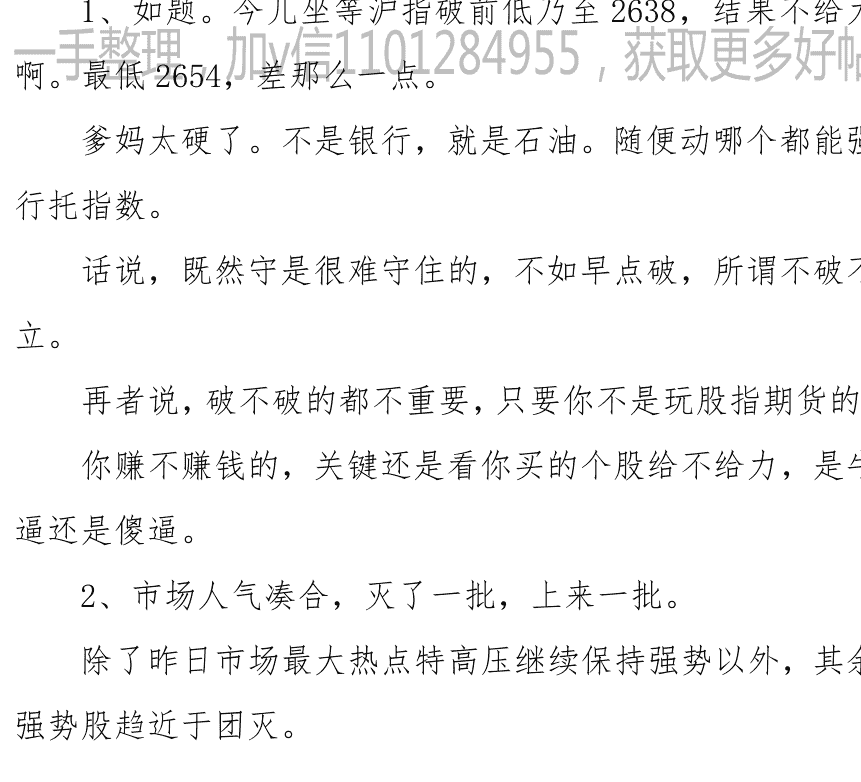 1、如题。今儿坐等沪指破前低乃至 2638，结果不给力
一手整理，加v信1101284955，获取更多好帖
啊。最低 2654，差那么一点。
爹妈太硬了。不是银行，就是石油。随便动哪个都能强
行托指数。
话说，既然守是很难守住的，不如早点破，所谓不破不
立。
再者说，破不破的都不重要，只要你不是玩股指期货的
你赚不赚钱的，关键还是看你买的个股给不给力，是牛
逼还是傻逼。
2、市场人气凑合，灭了一批，上来一批。
除了昨日市场最大热点特高压继续保持强势以外，其余
强势股趋近于团灭。